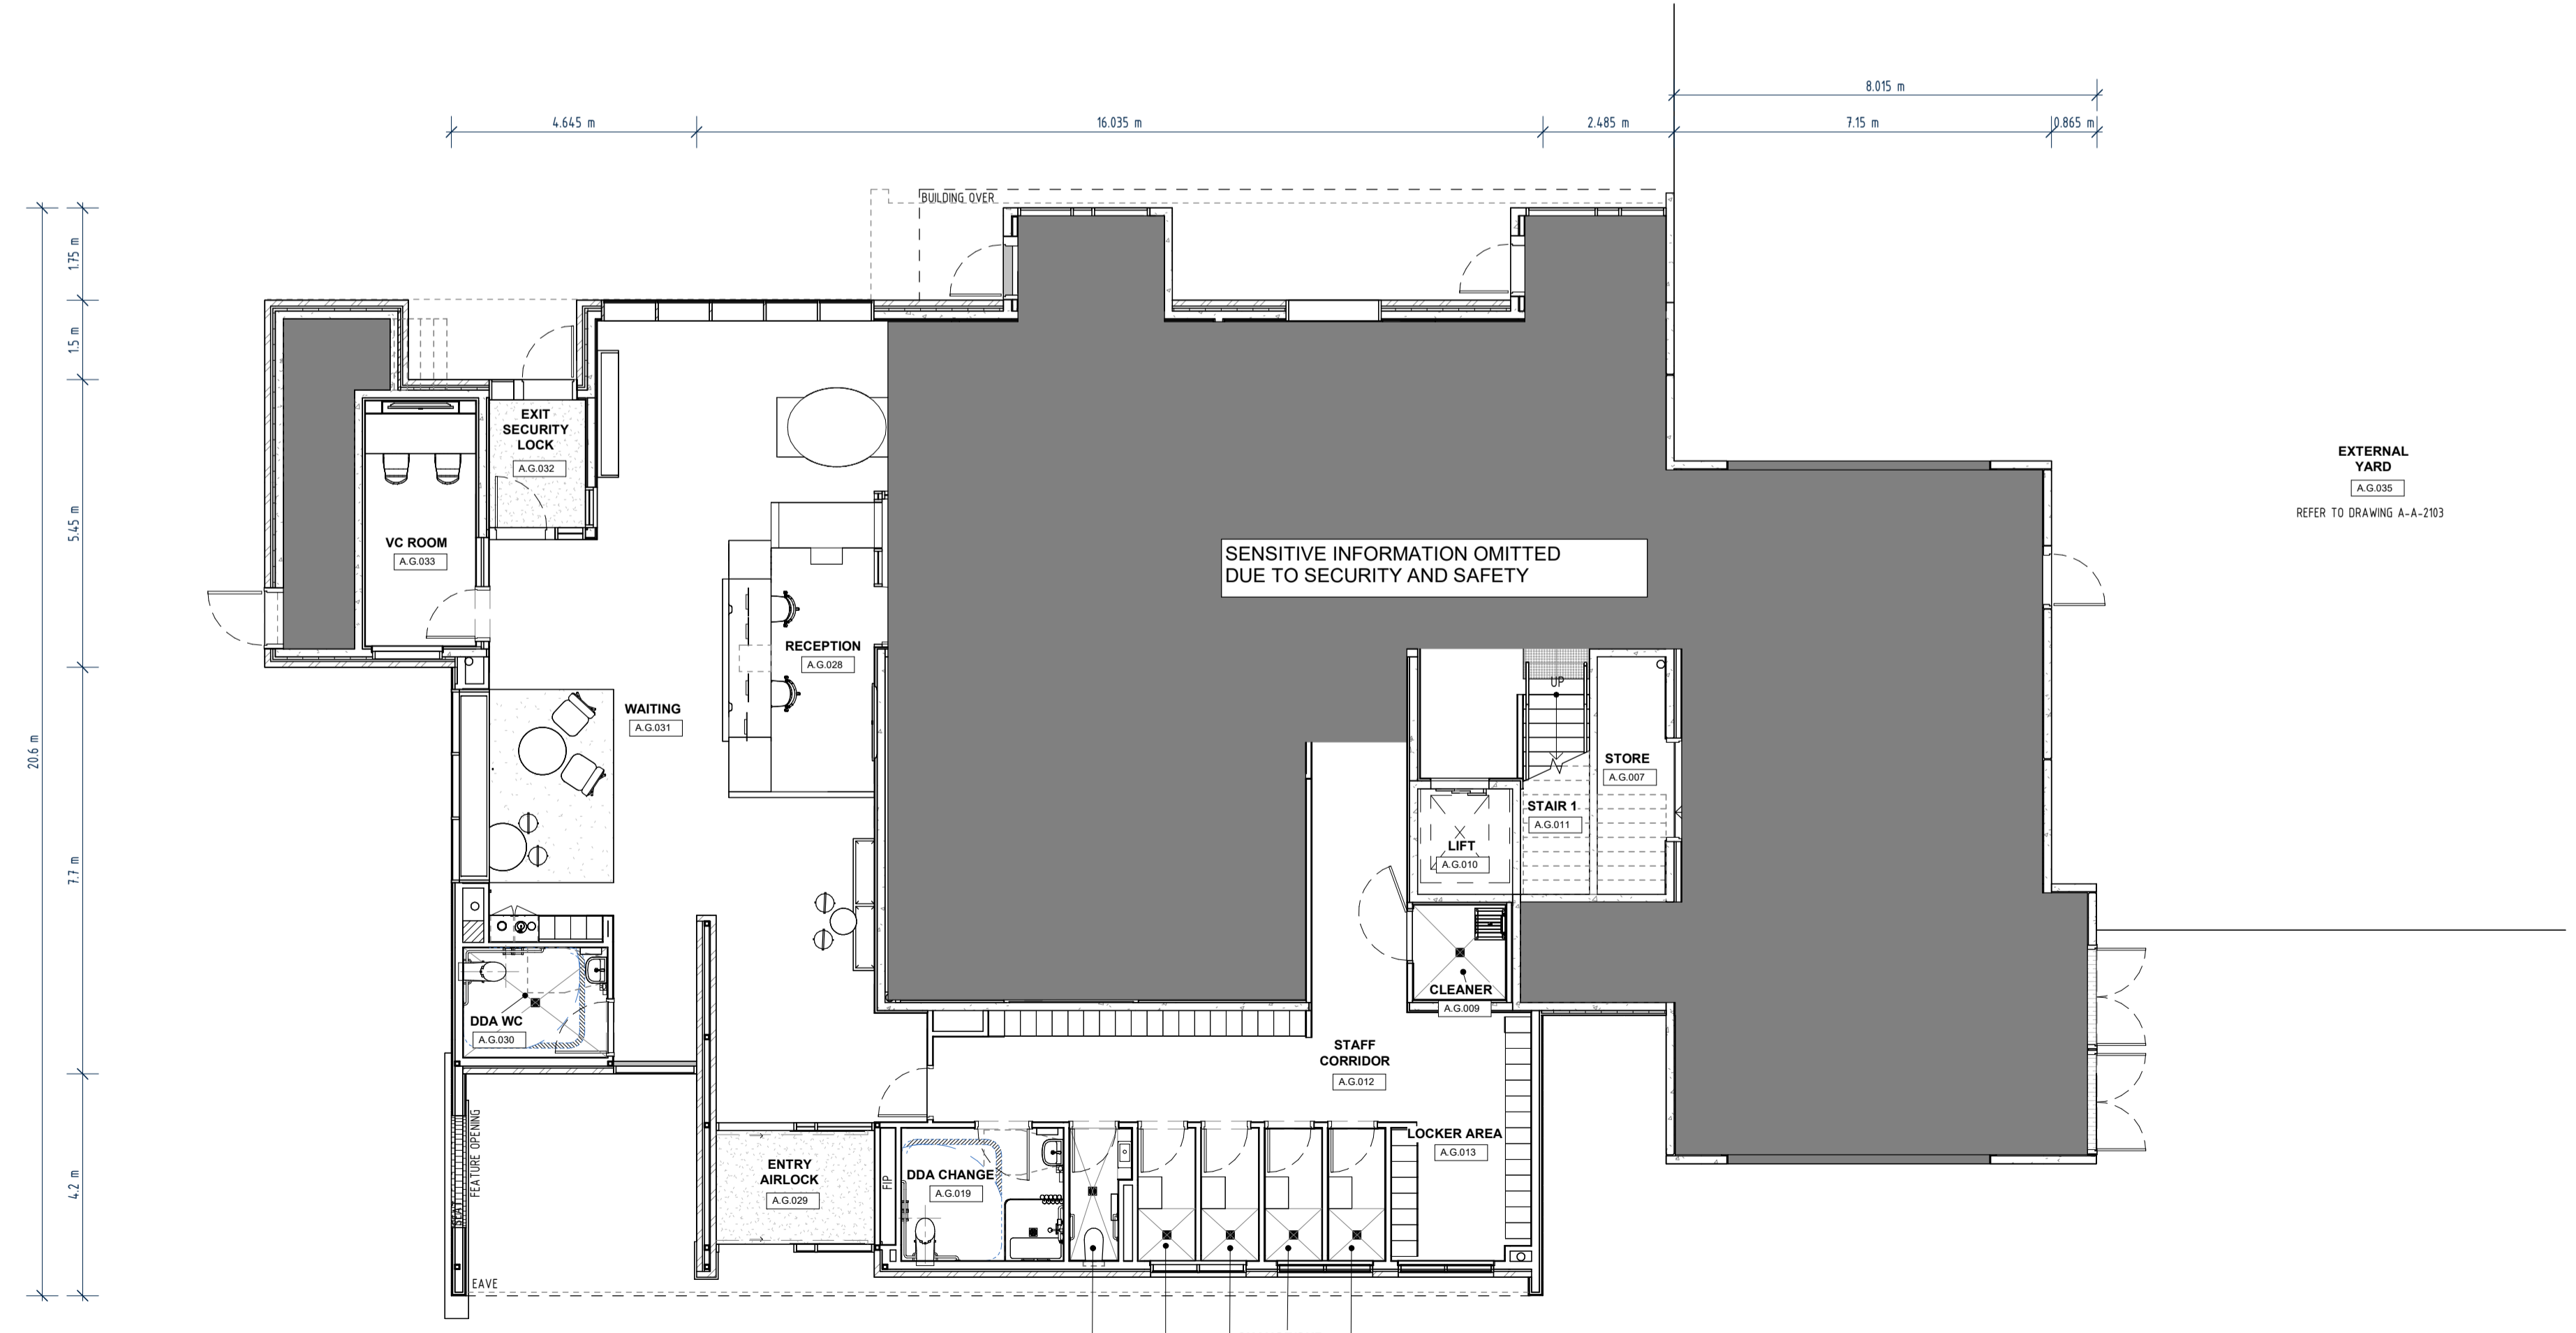 8.015 m
4.645 m
16.035 m
2.485 m
7.15 m
0.865 m
BUILDING OVER
1.75 m
1.5 m
5.45 m
20.6 m
7.7 m
4.2 m
EXIT
SECURITY
LOCK
A.G.032
VC ROOM
A.G.033
EXTERNAL
YARD
A.G.035
REFER TO DRAWING A-A-2103
SENSITIVE INFORMATION OMITTED
DUE TO SECURITY AND SAFETY
RECEPTION
A.G.028
WAITING
A.G.031
UP
STORE
A.G.007
STAIR 1
A.G.011
LIFT
A.G.010
CLEANER
A.G.009
DDA WC
A.G.030
STAFF
CORRIDOR
A.G.012
LOCKER AREA
A.G.013
FEATURE OPENING
SEAT
ENTRY
AIRLOCK
A.G.029
FIP
DDA CHANGE
A.G.019
EAVE